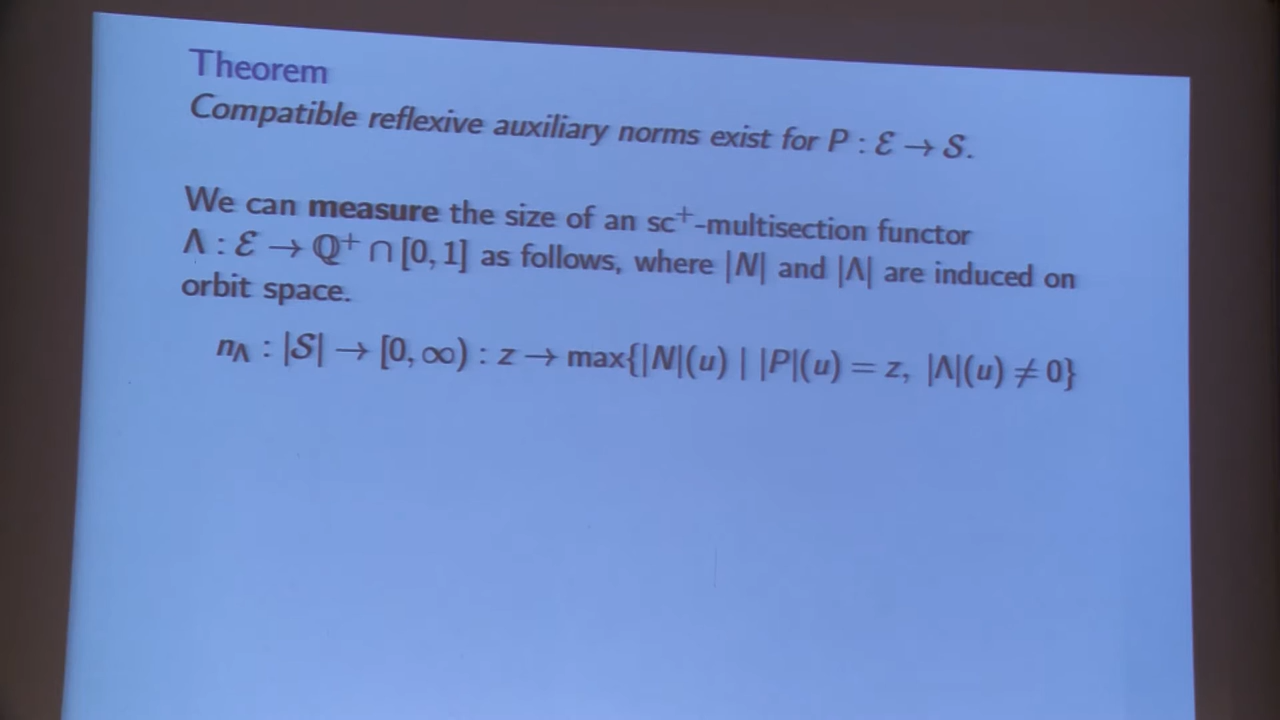 Theorem
Compatible reflexive auxiliary norms exist for P : ℰ → 𝒮.
We can measure the size of an sc⁺-multisection functor
Λ : ℰ → ℚ⁺ ∩ [0, 1] as follows, where |N| and |Λ| are induced on
orbit space.
n_Λ : |𝒮| → [0, ∞) : z → max{|N|(u) | |P|(u) = z, |Λ|(u) ≠ 0}